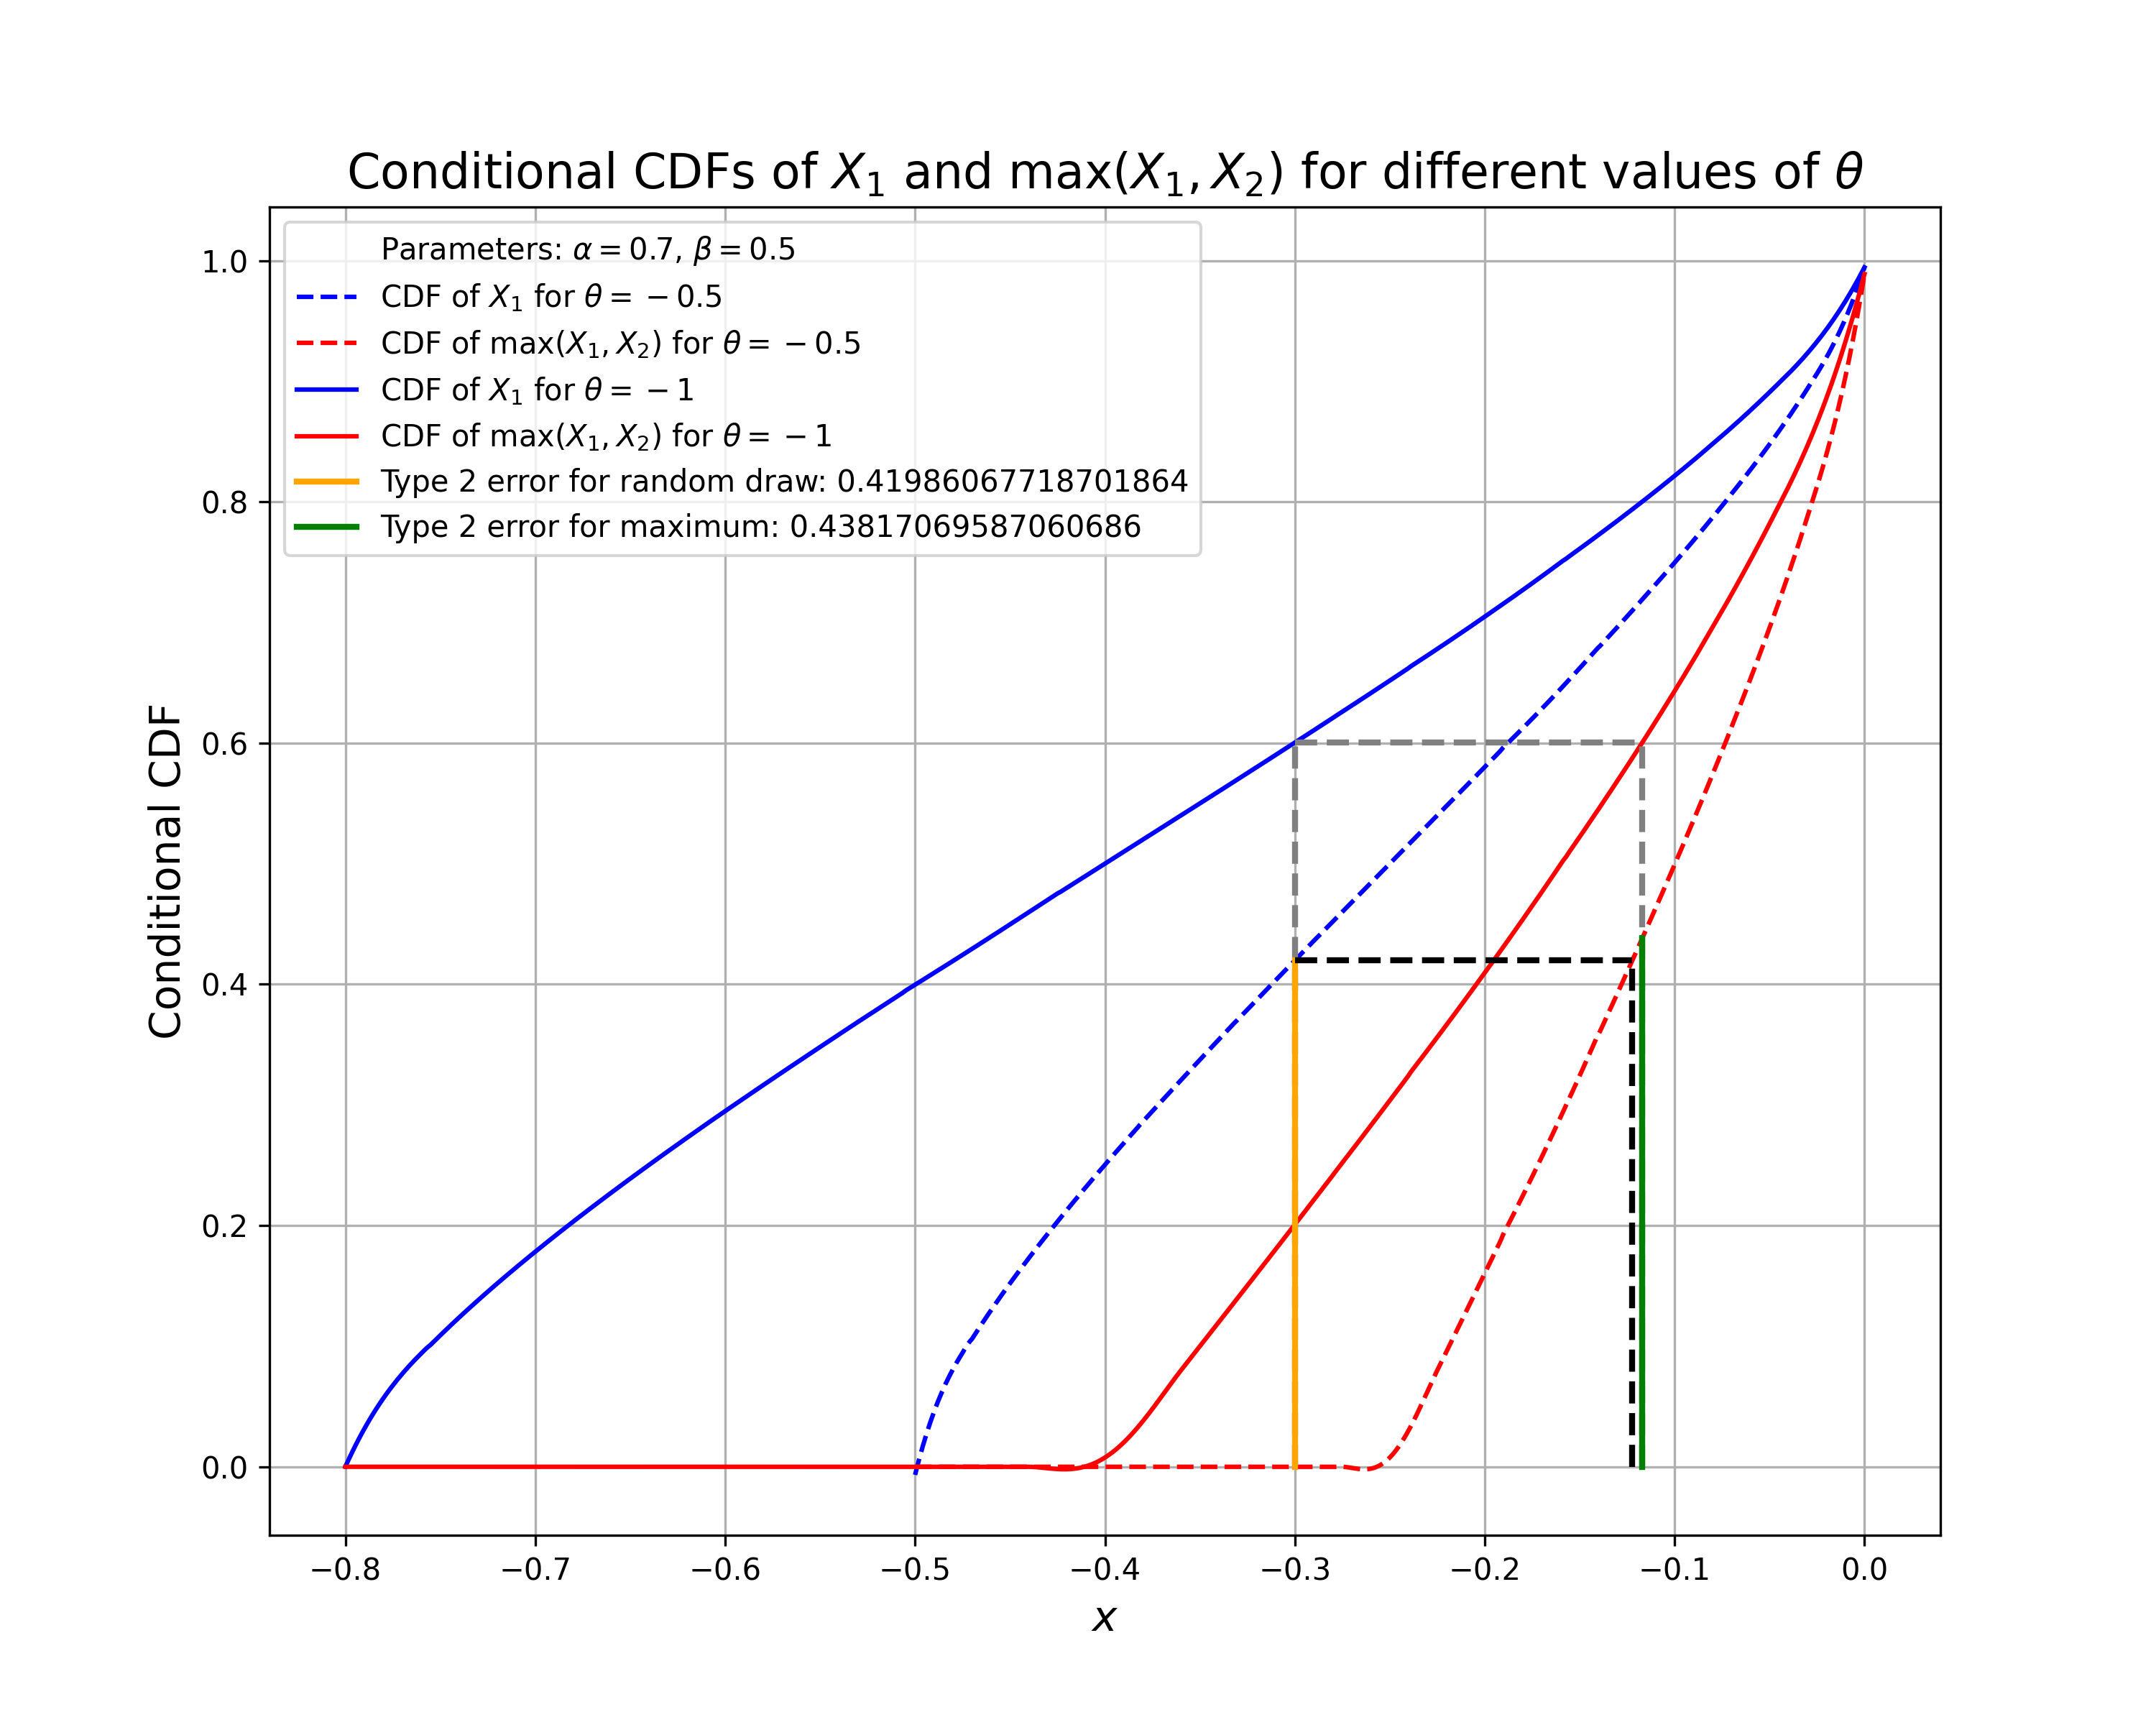 Conditional CDFs of X₁ and max(X₁, X₂) for different values of θ
Parameters: α = 0.7, β = 0.5
CDF of X₁ for θ = −0.5
CDF of max(X₁, X₂) for θ = −0.5
CDF of X₁ for θ = −1
CDF of max(X₁, X₂) for θ = −1
Type 2 error for random draw: 0.41986067718701864
Type 2 error for maximum: 0.43817069587060686
Conditional CDF
1.0
0.8
0.6
0.4
0.2
0.0
−0.8 −0.7 −0.6 −0.5 −0.4 −0.3 −0.2 −0.1 0.0
x